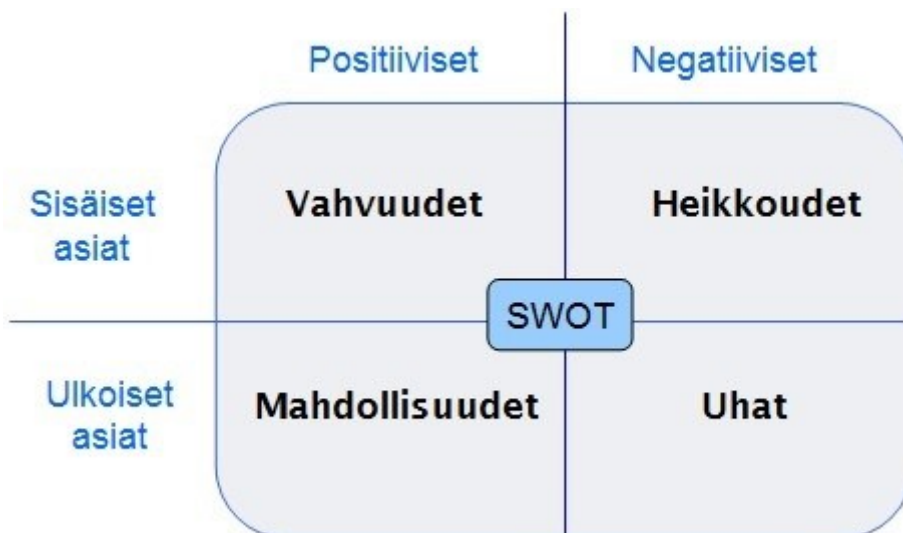 Positiiviset
Negatiiviset
Sisäiset
asiat
Vahvuudet
Heikkoudet
SWOT
Ulkoiset
asiat
Mahdollisuudet
Uhat